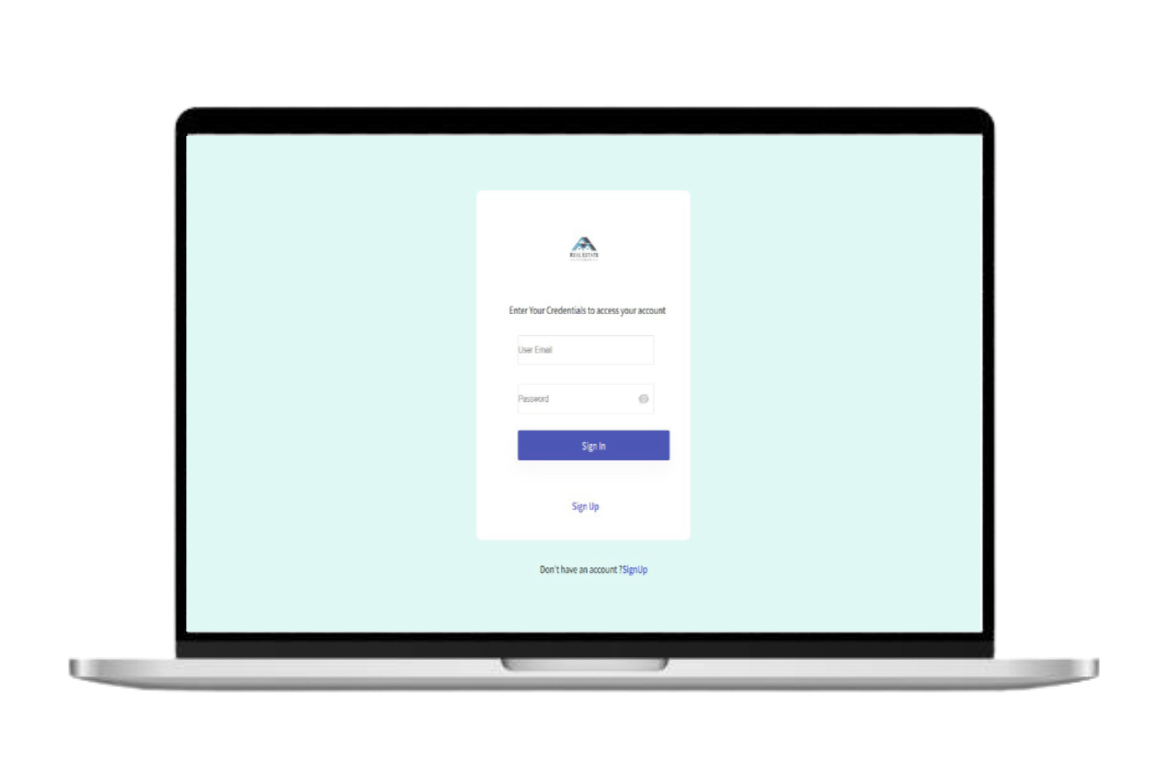 REAL ESTATE
Enter Your Credentials to access your account
User Email
Password
Sign In
Sign Up
Don't have an account ?SignUp